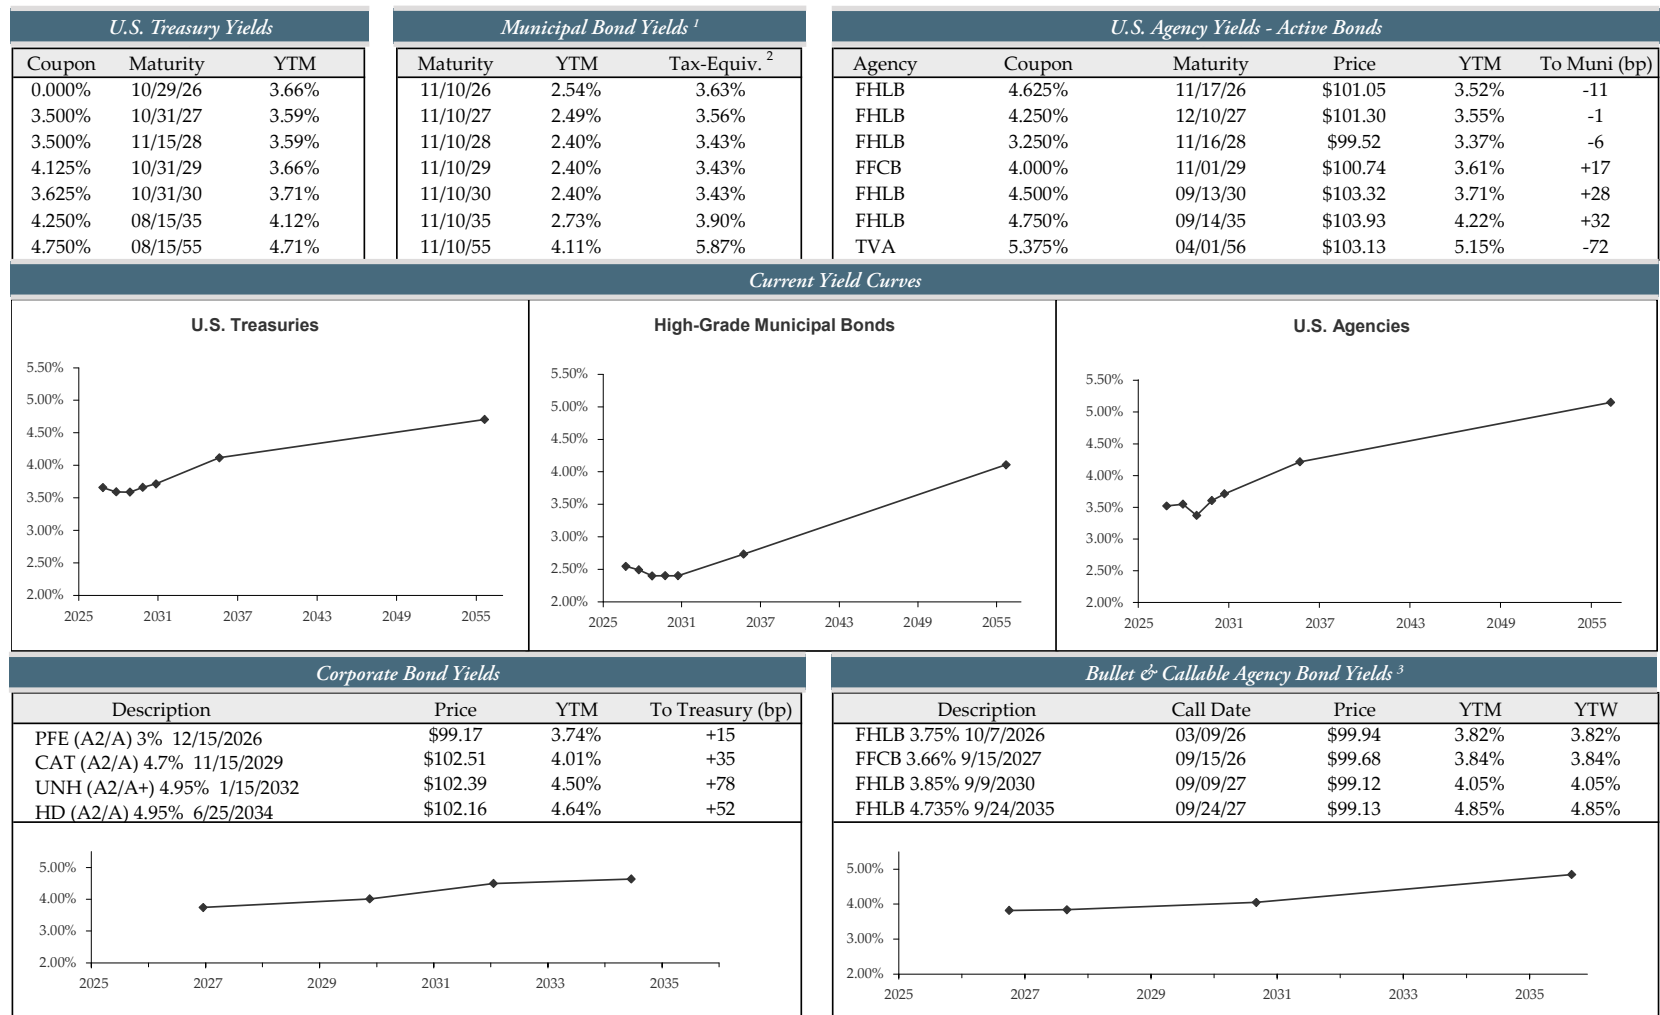 U.S. Treasury Yields
Coupon Maturity YTM
0.000% 10/29/26 3.66%
3.500% 10/31/27 3.59%
3.500% 11/15/28 3.59%
4.125% 10/31/29 3.66%
3.625% 10/31/30 3.71%
4.250% 08/15/35 4.12%
4.750% 08/15/55 4.71%
Municipal Bond Yields ¹
Maturity YTM Tax-Equiv. ²
11/10/26 2.54% 3.63%
11/10/27 2.49% 3.56%
11/10/28 2.40% 3.43%
11/10/29 2.40% 3.43%
11/10/30 2.40% 3.43%
11/10/35 2.73% 3.90%
11/10/55 4.11% 5.87%
U.S. Agency Yields - Active Bonds
Agency Coupon Maturity Price YTM To Muni (bp)
FHLB 4.625% 11/17/26 $101.05 3.52% -11
FHLB 4.250% 12/10/27 $101.30 3.55% -1
FHLB 3.250% 11/16/28 $99.52 3.37% -6
FFCB 4.000% 11/01/29 $100.74 3.61% +17
FHLB 4.500% 09/13/30 $103.32 3.71% +28
FHLB 4.750% 09/14/35 $103.93 4.22% +32
TVA 5.375% 04/01/56 $103.13 5.15% -72
Current Yield Curves
U.S. Treasuries
5.50%
5.00%
4.50%
4.00%
3.50%
3.00%
2.50%
2.00%
2025 2031 2037 2043 2049 2055
High-Grade Municipal Bonds
5.50%
5.00%
4.50%
4.00%
3.50%
3.00%
2.50%
2.00%
2025 2031 2037 2043 2049 2055
U.S. Agencies
5.50%
5.00%
4.50%
4.00%
3.50%
3.00%
2.50%
2.00%
2025 2031 2037 2043 2049 2055
Corporate Bond Yields
Description Price YTM To Treasury (bp)
PFE (A2/A) 3% 12/15/2026 $99.17 3.74% +15
CAT (A2/A) 4.7% 11/15/2029 $102.51 4.01% +35
UNH (A2/A+) 4.95% 1/15/2032 $102.39 4.50% +78
HD (A2/A) 4.95% 6/25/2034 $102.16 4.64% +52
5.00%
4.00%
3.00%
2.00%
2025 2027 2029 2031 2033 2035
Bullet & Callable Agency Bond Yields ³
Description Call Date Price YTM YTW
FHLB 3.75% 10/7/2026 03/09/26 $99.94 3.82% 3.82%
FFCB 3.66% 9/15/2027 09/15/26 $99.68 3.84% 3.84%
FHLB 3.85% 9/9/2030 09/09/27 $99.12 4.05% 4.05%
FHLB 4.735% 9/24/2035 09/24/27 $99.13 4.85% 4.85%
5.00%
4.00%
3.00%
2.00%
2025 2027 2029 2031 2033 2035